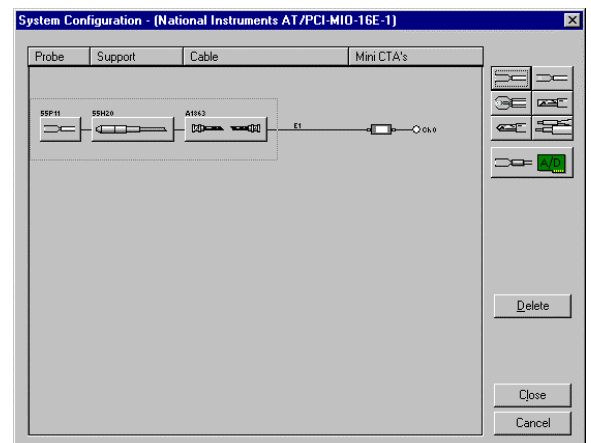 System Configuration - (National Instruments AT/PCI-MIO-16E-1)
Probe Support Cable Mini CTA's
55P11 55H20 A1863 E1 Ch.0
A/D
Delete
Close
Cancel